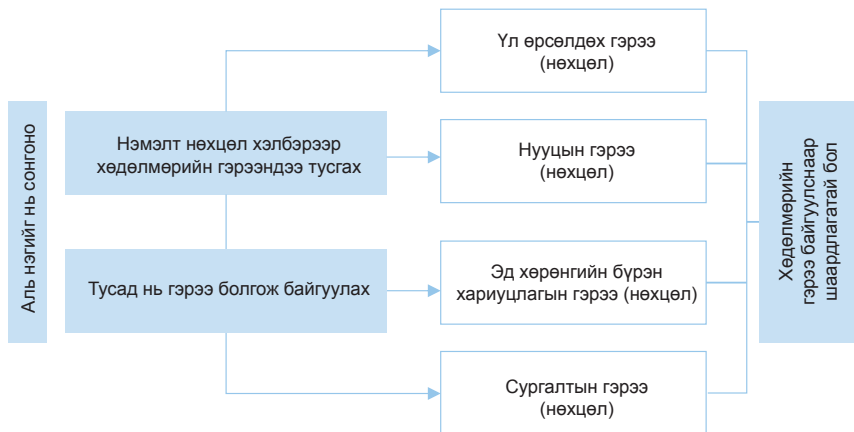 Аль нэгийг нь сонгоно
Нэмэлт нөхцөл хэлбэрээр
хөдөлмөрийн гэрээндээ тусгах
Тусад нь гэрээ болгож байгуулах
Үл өрсөлдөх гэрээ
(нөхцөл)
Нууцын гэрээ
(нөхцөл)
Эд хөрөнгийн бүрэн
хариуцлагын гэрээ (нөхцөл)
Сургалтын гэрээ
(нөхцөл)
Хөдөлмөрийн
гэрээ байгуулснаар
шаардлагатай бол